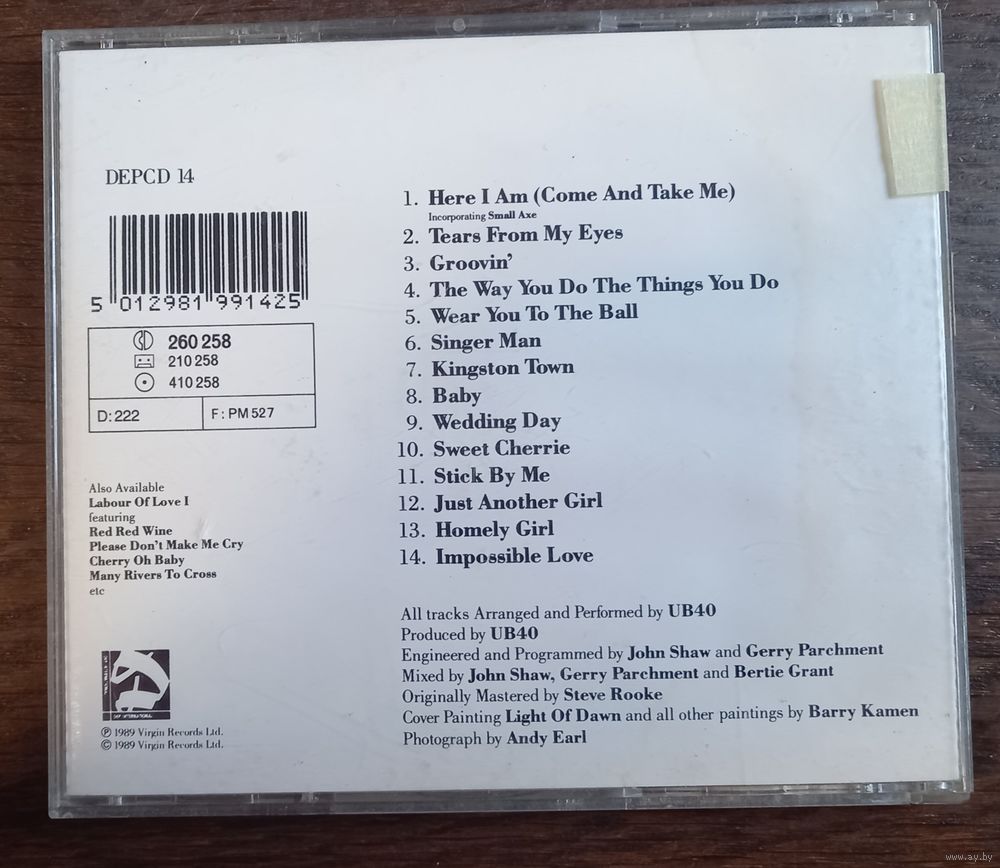 DEPCD 14
5 012981 991425
260 258
210 258
410 258
D: 222
F: PM 527
Also Available
Labour Of Love I
featuring
Red Red Wine
Please Don't Make Me Cry
Cherry Oh Baby
Many Rivers To Cross
etc
℗ 1989 Virgin Records Ltd.
© 1989 Virgin Records Ltd.
1. Here I Am (Come And Take Me)
Incorporating Small Axe
2. Tears From My Eyes
3. Groovin'
4. The Way You Do The Things You Do
5. Wear You To The Ball
6. Singer Man
7. Kingston Town
8. Baby
9. Wedding Day
10. Sweet Cherrie
11. Stick By Me
12. Just Another Girl
13. Homely Girl
14. Impossible Love
All tracks Arranged and Performed by UB40
Produced by UB40
Engineered and Programmed by John Shaw and Gerry Parchment
Mixed by John Shaw, Gerry Parchment and Bertie Grant
Originally Mastered by Steve Rooke
Cover Painting Light Of Dawn and all other paintings by Barry Kamen
Photograph by Andy Earl
www.ay.by